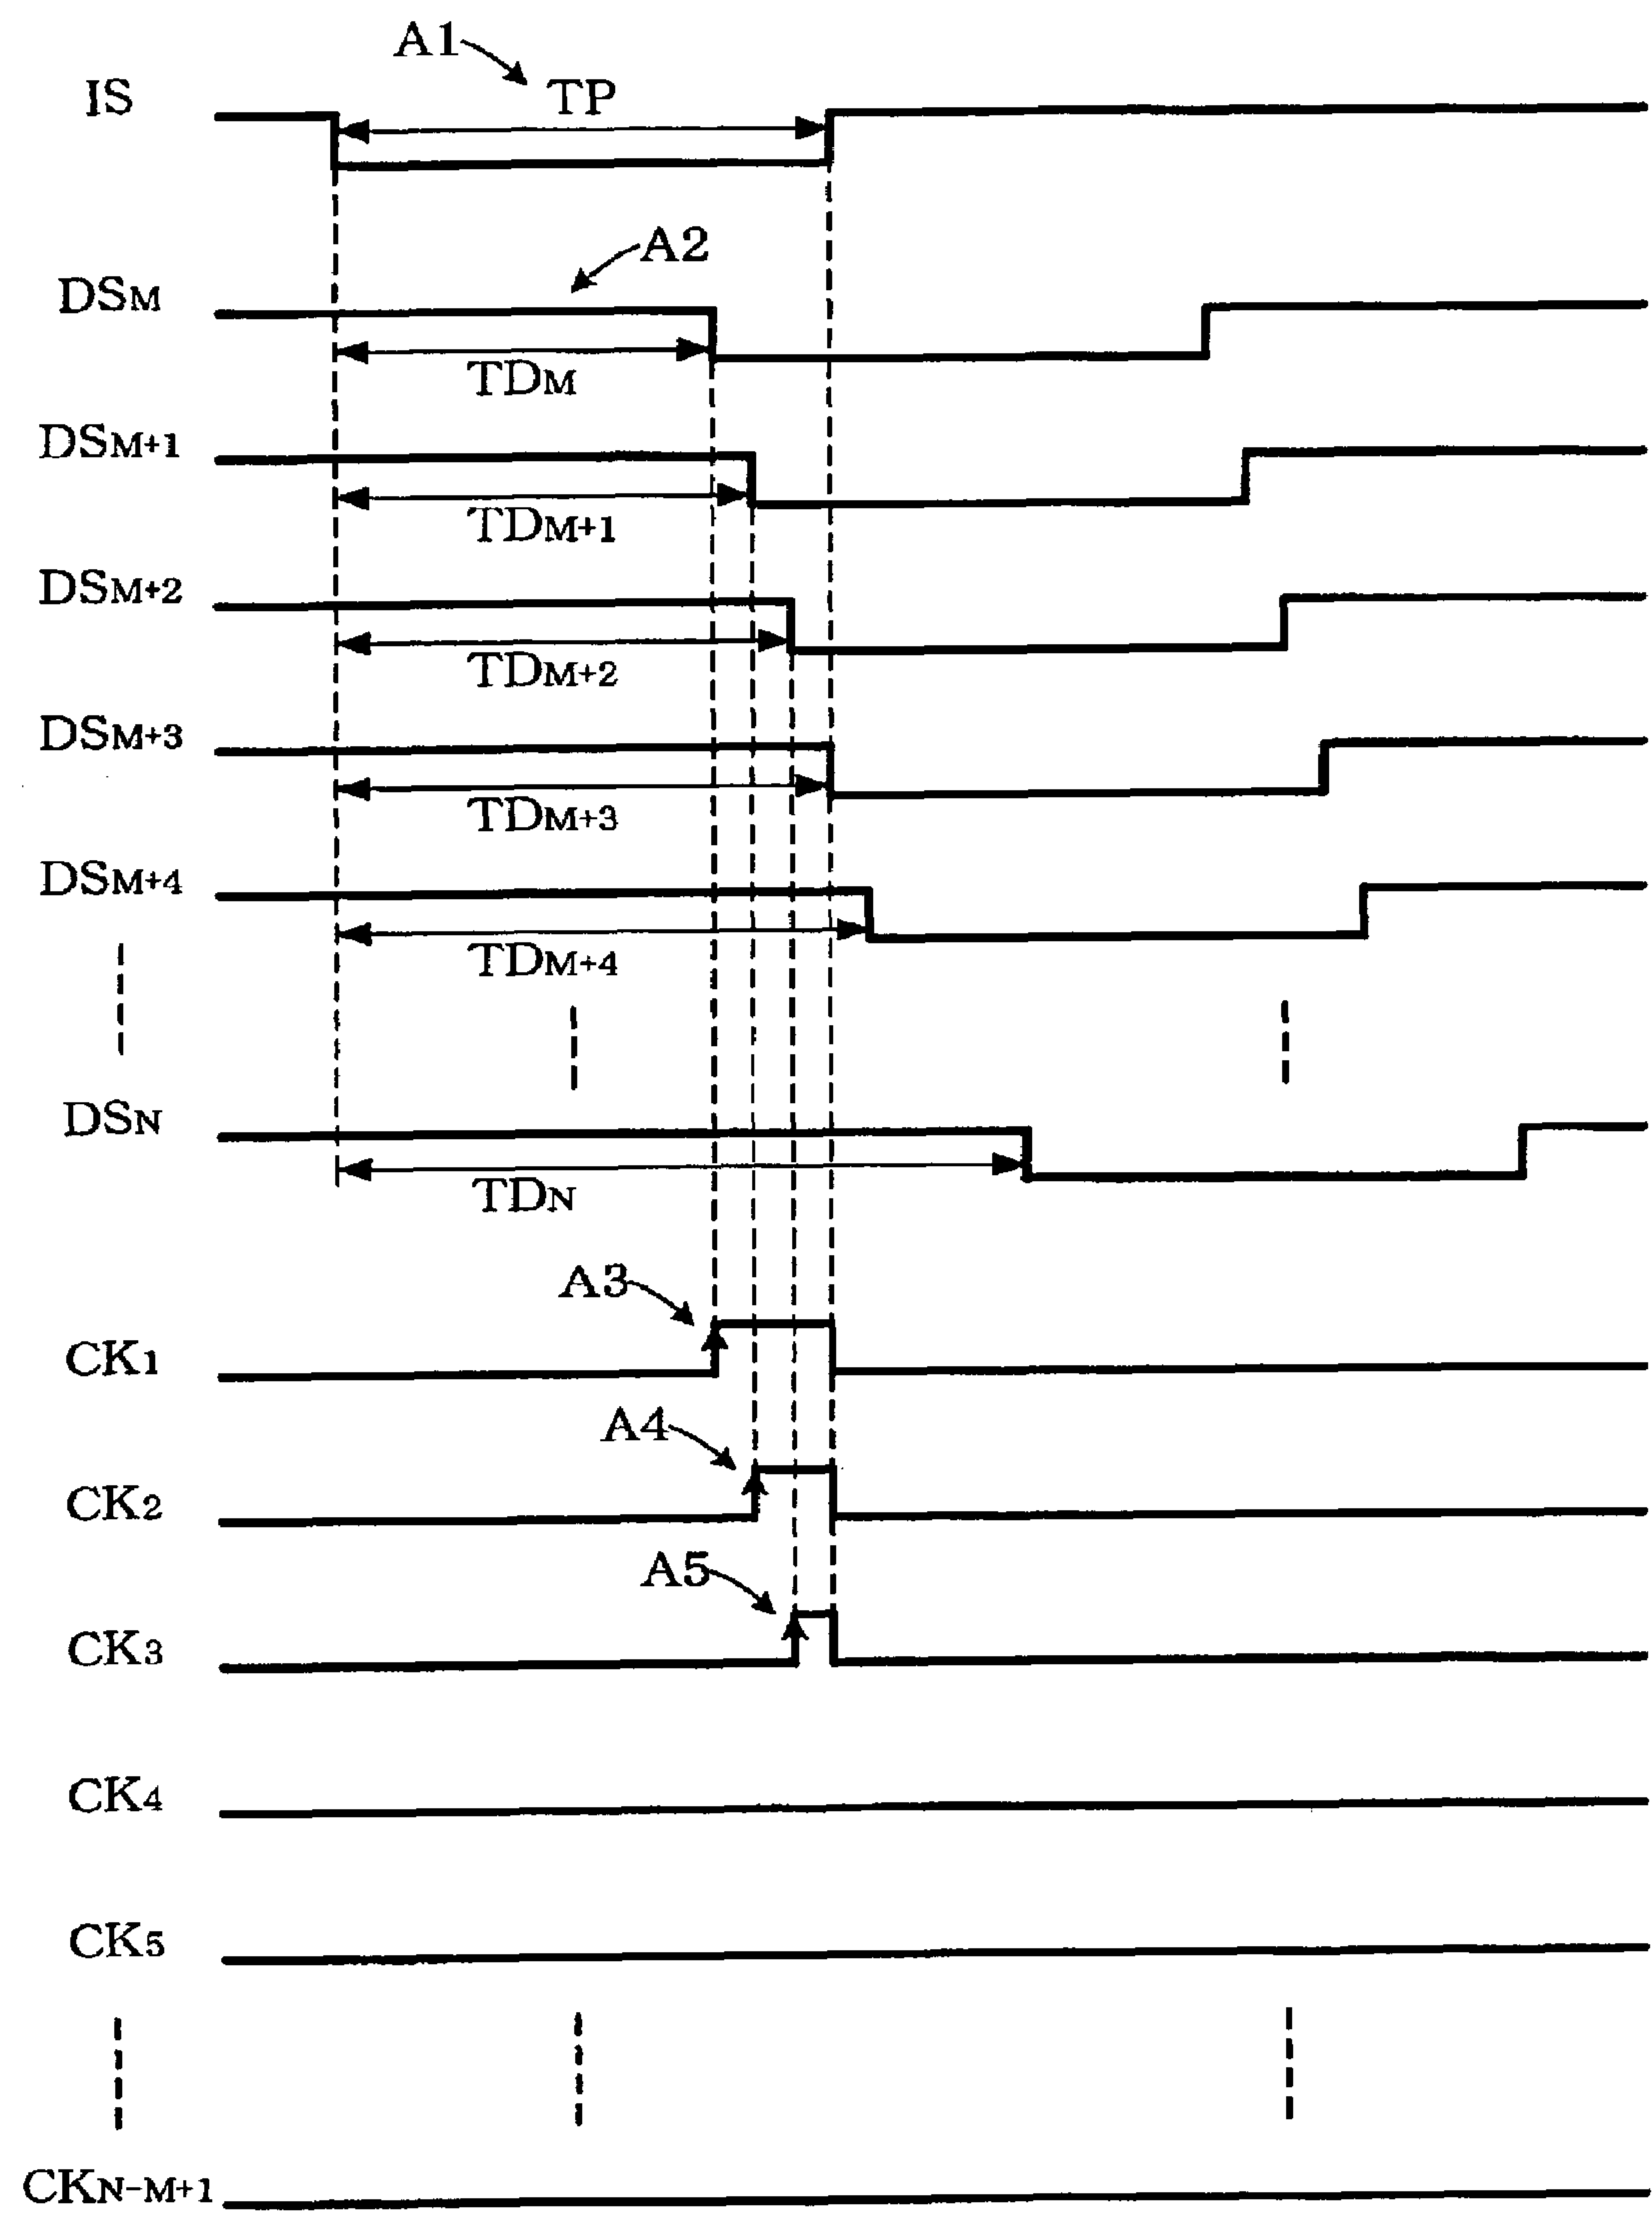 A1
IS TP
A2
DSM
TDM
DSM+1
TDM+1
DSM+2
TDM+2
DSM+3
TDM+3
DSM+4
TDM+4
DSN
TDN
A3
CK1
A4
CK2
A5
CK3
CK4
CK5
CKN-M+1